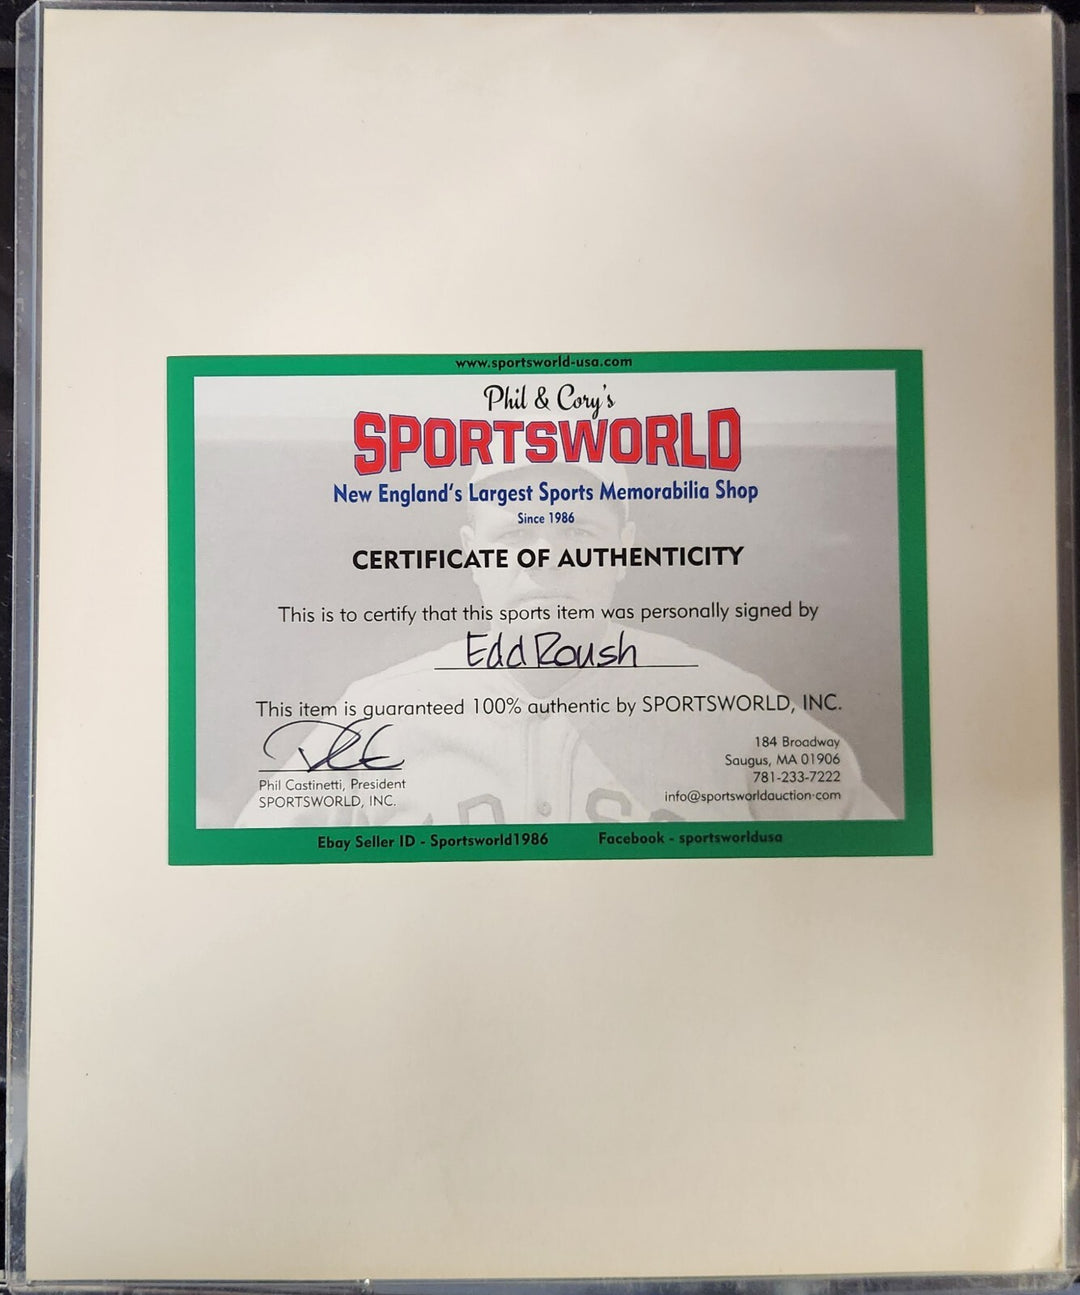 www.sportsworld-usa.com
Phil & Cory's
SPORTSWORLD
New England's Largest Sports Memorabilia Shop
Since 1986
CERTIFICATE OF AUTHENTICITY
This is to certify that this sports item was personally signed by
Edd Roush
This item is guaranteed 100% authentic by SPORTSWORLD, INC.
Phil Castinetti, President
SPORTSWORLD, INC.
184 Broadway
Saugus, MA 01906
781-233-7222
info@sportsworldauction.com
Ebay Seller ID - Sportsworld1986 Facebook - sportsworldusa